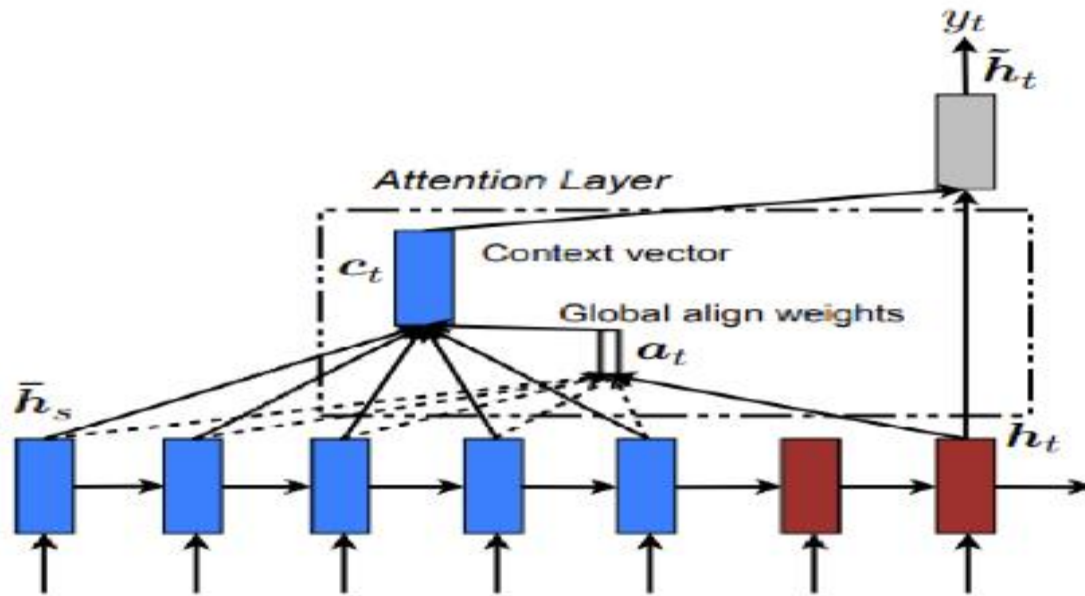 y_t
h̃_t
Attention Layer
c_t
Context vector
Global align weights
a_t
h̄_s
h_t